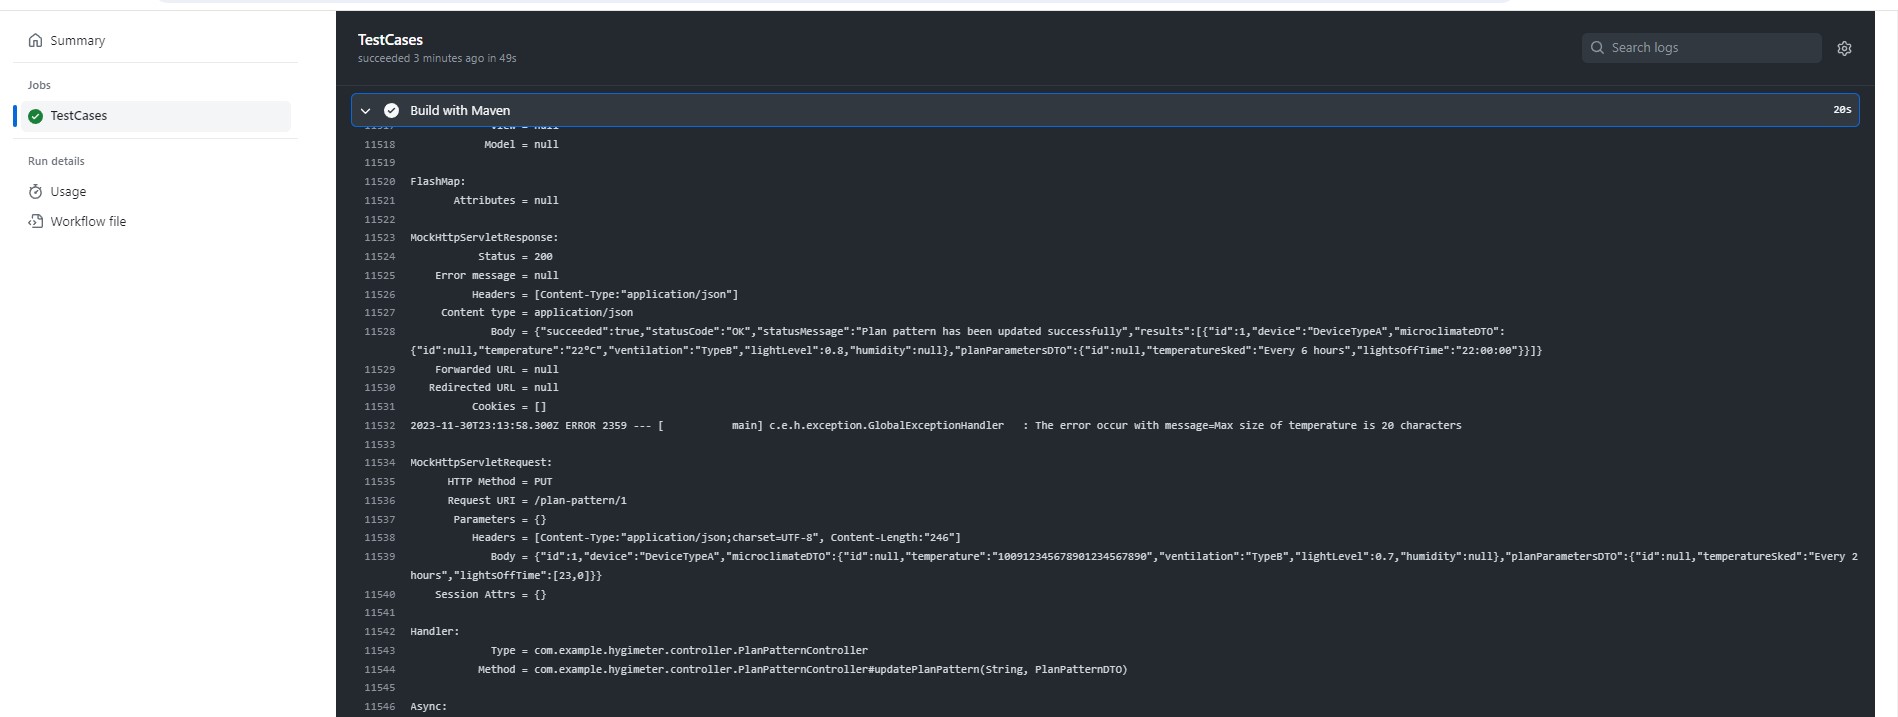 Summary
Jobs
TestCases
Run details
Usage
Workflow file
TestCases
succeeded 3 minutes ago in 49s
Search logs
Build with Maven 20s
11517 View = null
11518 Model = null
11519
11520 FlashMap:
11521 Attributes = null
11522
11523 MockHttpServletResponse:
11524 Status = 200
11525 Error message = null
11526 Headers = [Content-Type:"application/json"]
11527 Content type = application/json
11528 Body = {"succeeded":true,"statusCode":"OK","statusMessage":"Plan pattern has been updated successfully","results":[{"id":1,"device":"DeviceTypeA","microclimateDTO":
{"id":null,"temperature":"22°C","ventilation":"TypeB","lightLevel":0.8,"humidity":null},"planParametersDTO":{"id":null,"temperatureSked":"Every 6 hours","lightsOffTime":"22:00:00"}}]}
11529 Forwarded URL = null
11530 Redirected URL = null
11531 Cookies = []
11532 2023-11-30T23:13:58.300Z ERROR 2359 --- [           main] c.e.h.exception.GlobalExceptionHandler   : The error occur with message=Max size of temperature is 20 characters
11533
11534 MockHttpServletRequest:
11535 HTTP Method = PUT
11536 Request URI = /plan-pattern/1
11537 Parameters = {}
11538 Headers = [Content-Type:"application/json;charset=UTF-8", Content-Length:"246"]
11539 Body = {"id":1,"device":"DeviceTypeA","microclimateDTO":{"id":null,"temperature":"100912345678901234567890","ventilation":"TypeB","lightLevel":0.7,"humidity":null},"planParametersDTO":{"id":null,"temperatureSked":"Every 2
hours","lightsOffTime":[23,0]}}
11540 Session Attrs = {}
11541
11542 Handler:
11543 Type = com.example.hygimeter.controller.PlanPatternController
11544 Method = com.example.hygimeter.controller.PlanPatternController#updatePlanPattern(String, PlanPatternDTO)
11545
11546 Async: